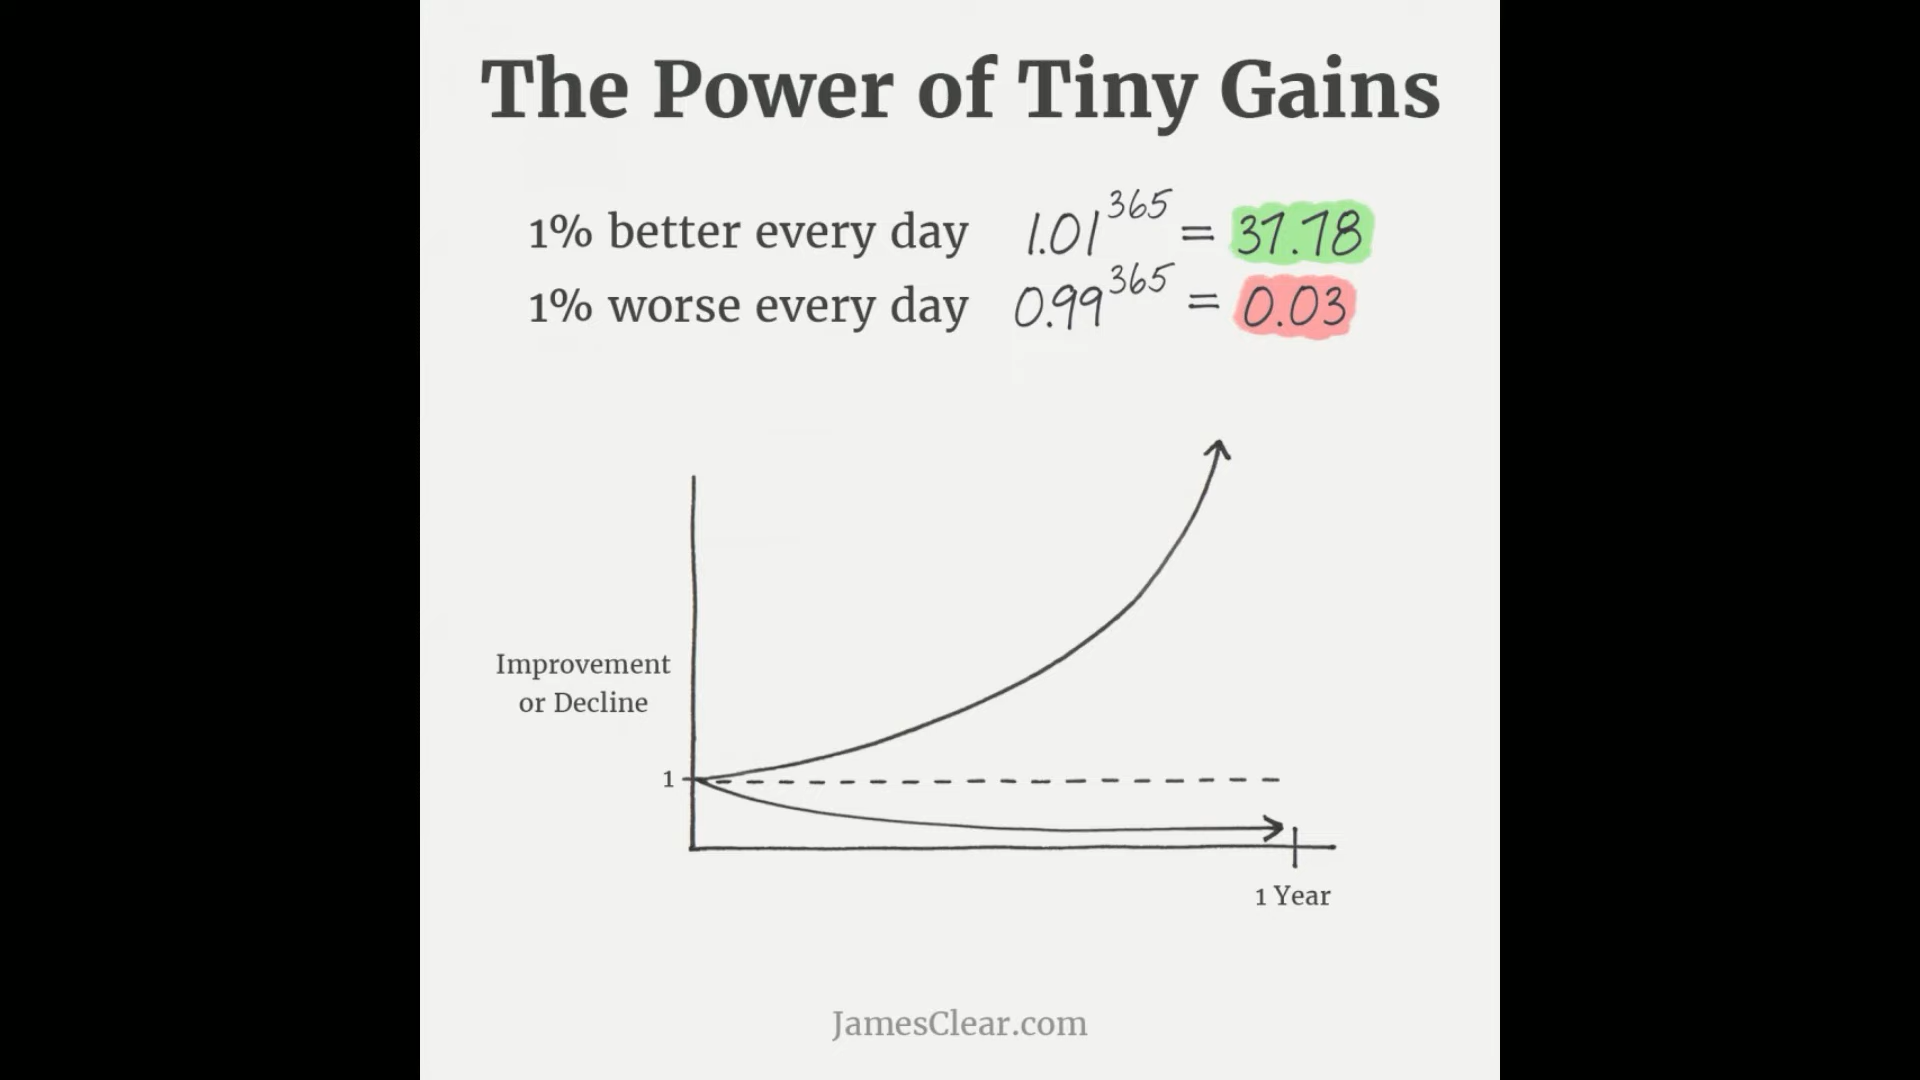 The Power of Tiny Gains
1% better every day 1.01^365 = 37.78
1% worse every day 0.99^365 = 0.03
Improvement
or Decline
1
1 Year
JamesClear.com